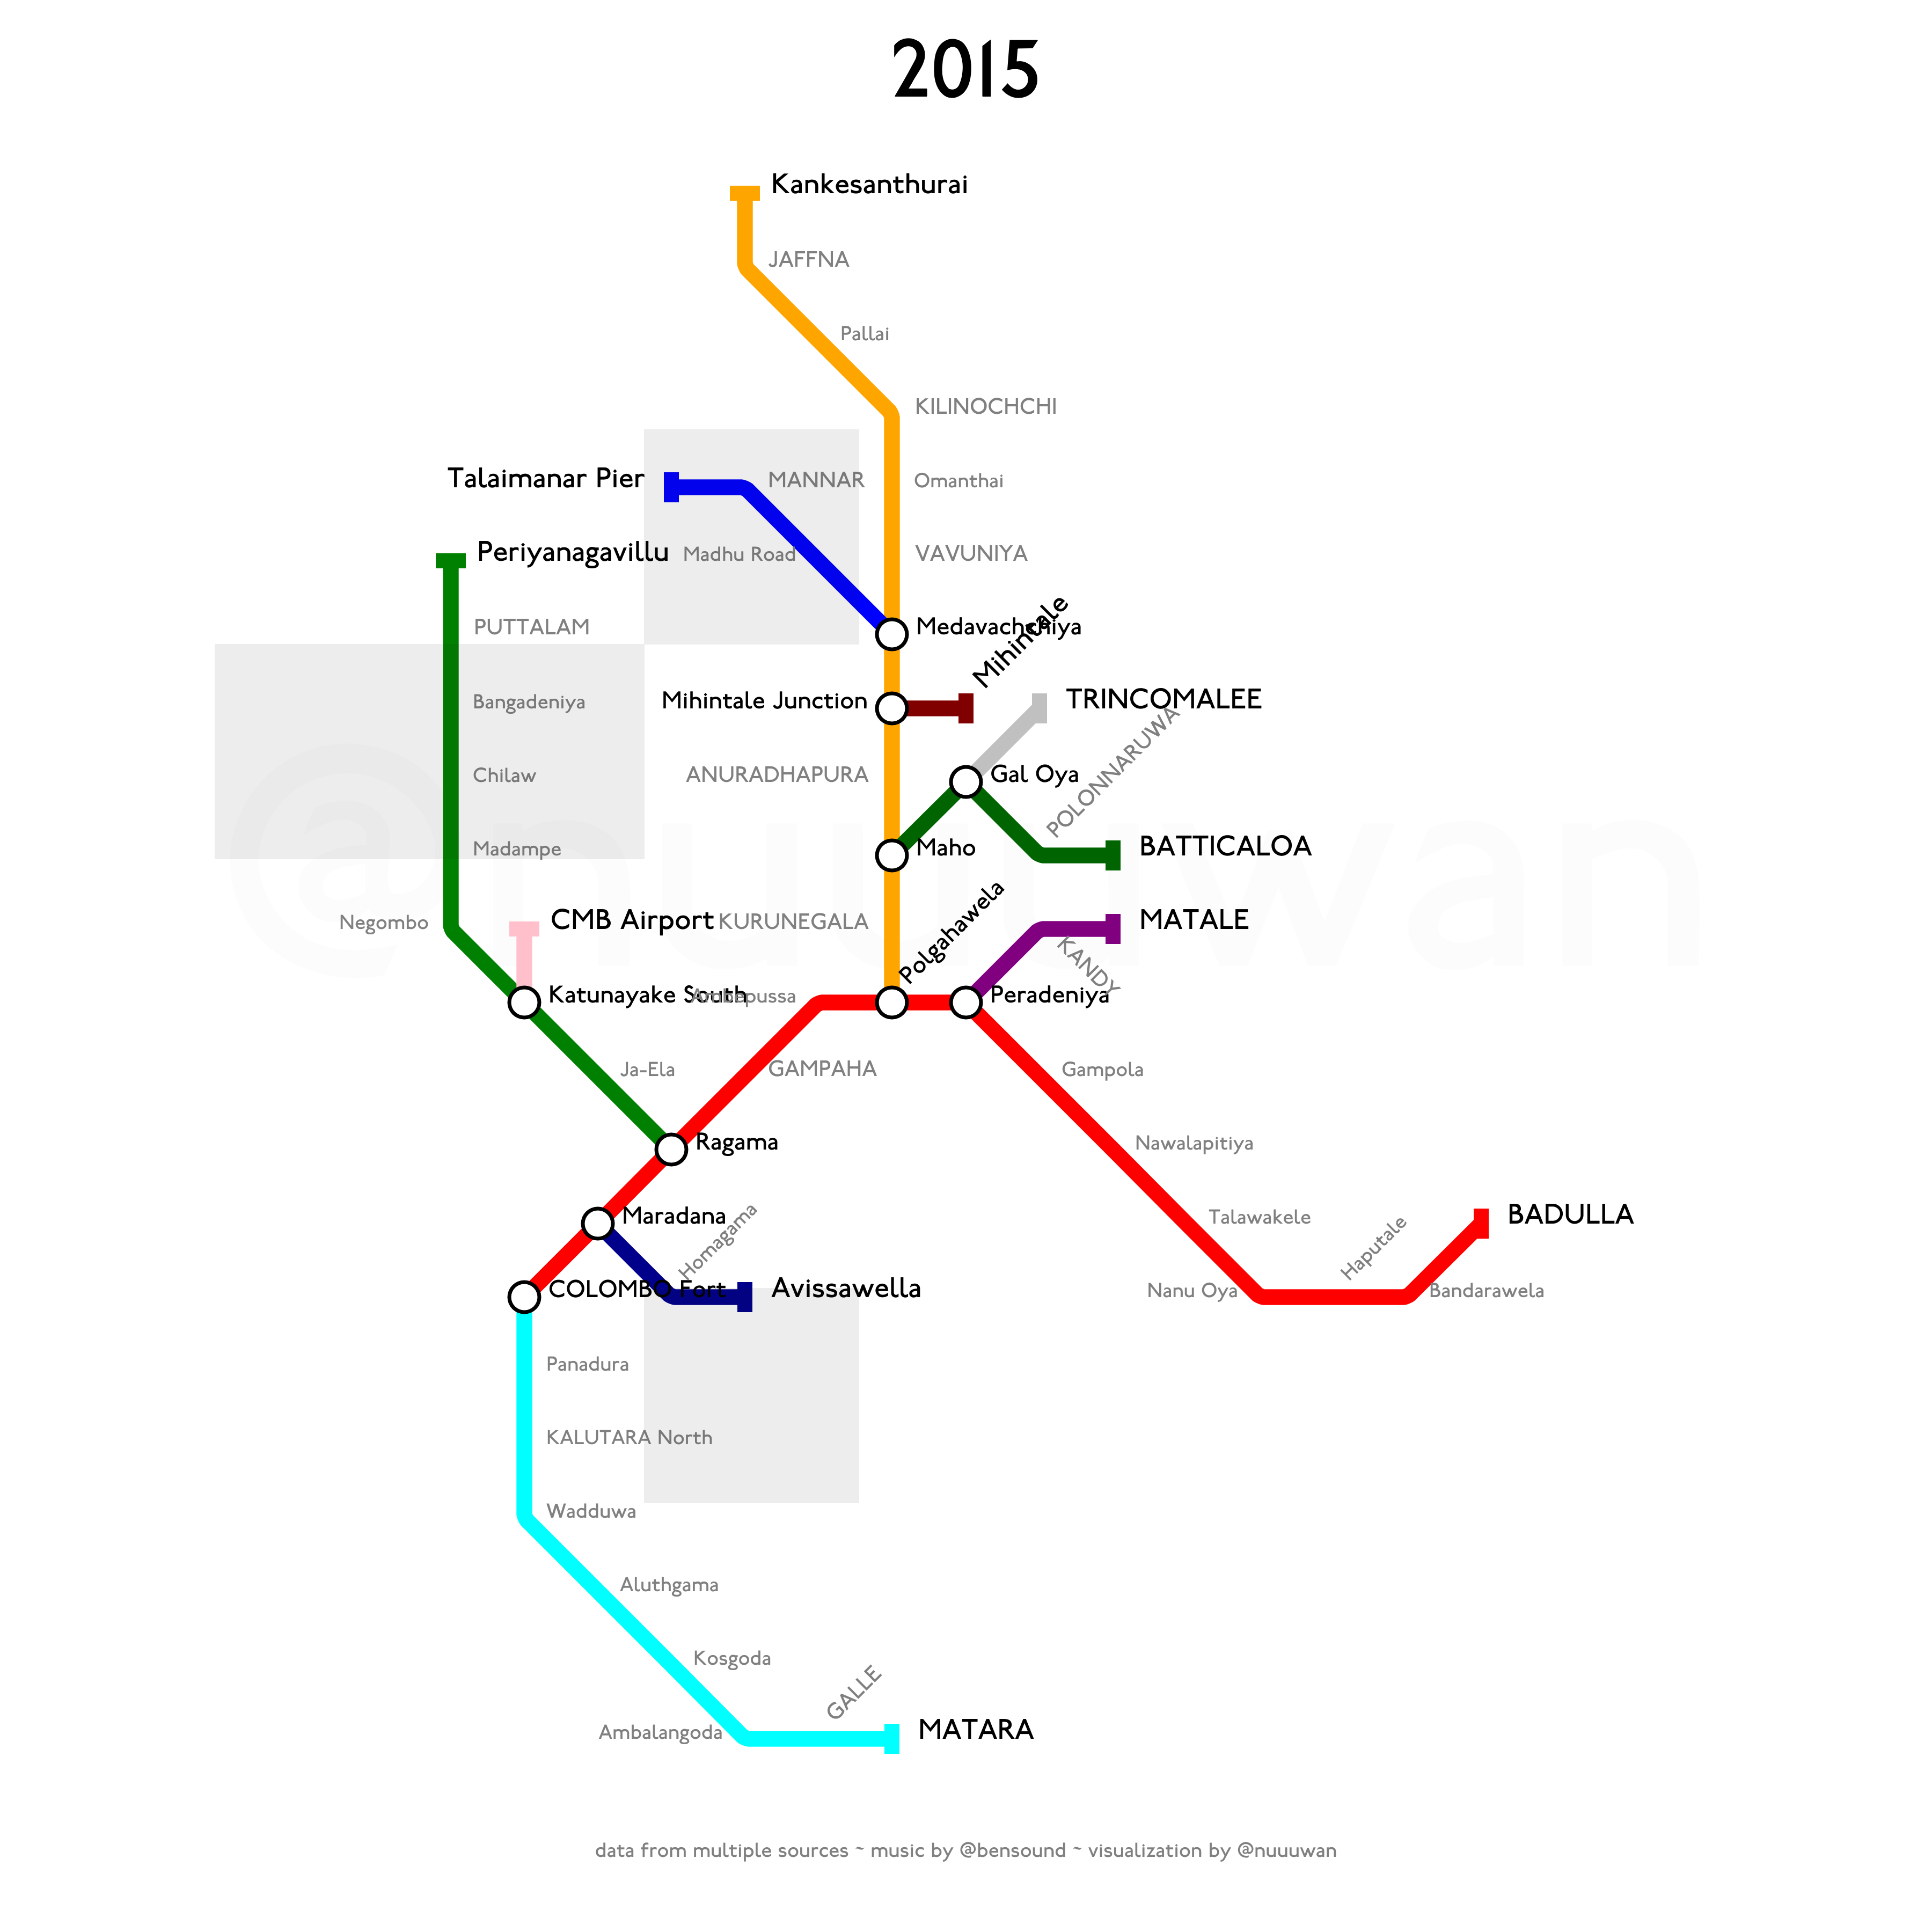 2015
Kankesanthurai
JAFFNA
Pallai
KILINOCHCHI
Talaimanar Pier
MANNAR
Omanthai
Periyanagavillu
Madhu Road
VAVUNIYA
PUTTALAM
Medavachchiya
Mihintale
Bangadeniya
Mihintale Junction
TRINCOMALEE
Chilaw
ANURADHAPURA
Gal Oya
POLONNARUWA
Madampe
Maho
BATTICALOA
@nuuuwan
Negombo
CMB Airport
KURUNEGALA
Polgahawela
MATALE
KANDY
Katunayake South
Ambepussa
Peradeniya
Ja-Ela
GAMPAHA
Gampola
Ragama
Nawalapitiya
Maradana
Homagama
Talawakele
Haputale
BADULLA
COLOMBO Fort
Avissawella
Nanu Oya
Bandarawela
Panadura
KALUTARA North
Wadduwa
Aluthgama
Kosgoda
GALLE
Ambalangoda
MATARA
data from multiple sources ~ music by @bensound ~ visualization by @nuuuwan